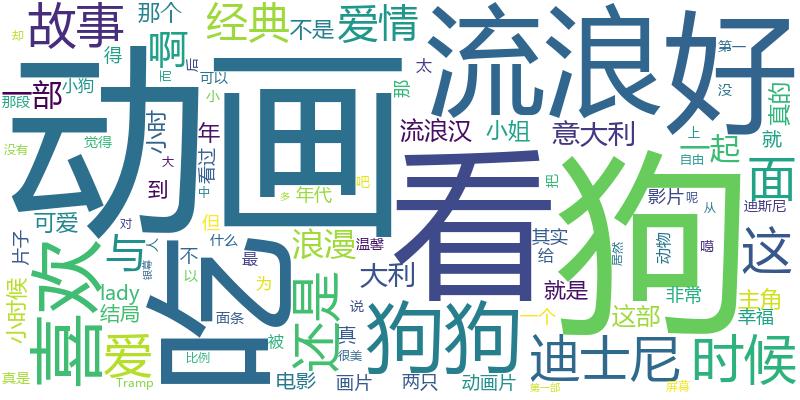 故事
那个
得
啊
经典
不是
爱情
流浪
好
第一
没
却
后
所
可以
小
那
太
那段
小狗
一部
动画
小时
年
看过
流浪汉
小姐
意大利
一起
就
真的
没有
觉得
大
到
中
年代
多
吧
看
狗
把
上
自由
面
可爱
与
对
人
但
什么
温馨
影片
呢
从
迪斯尼
片子
喜欢
吃
不
以
最
为
浪漫
还是
大利
其实
给
居然
动物
嗯
这
小时候
lady
结局
爱
面条
比例
被
说
真
很美
狗狗
就是
一个
这部
非常
主角
幸福
真是
Tramp
电影
画片
两只
动画片
迪士尼
第一部
时候
屏幕